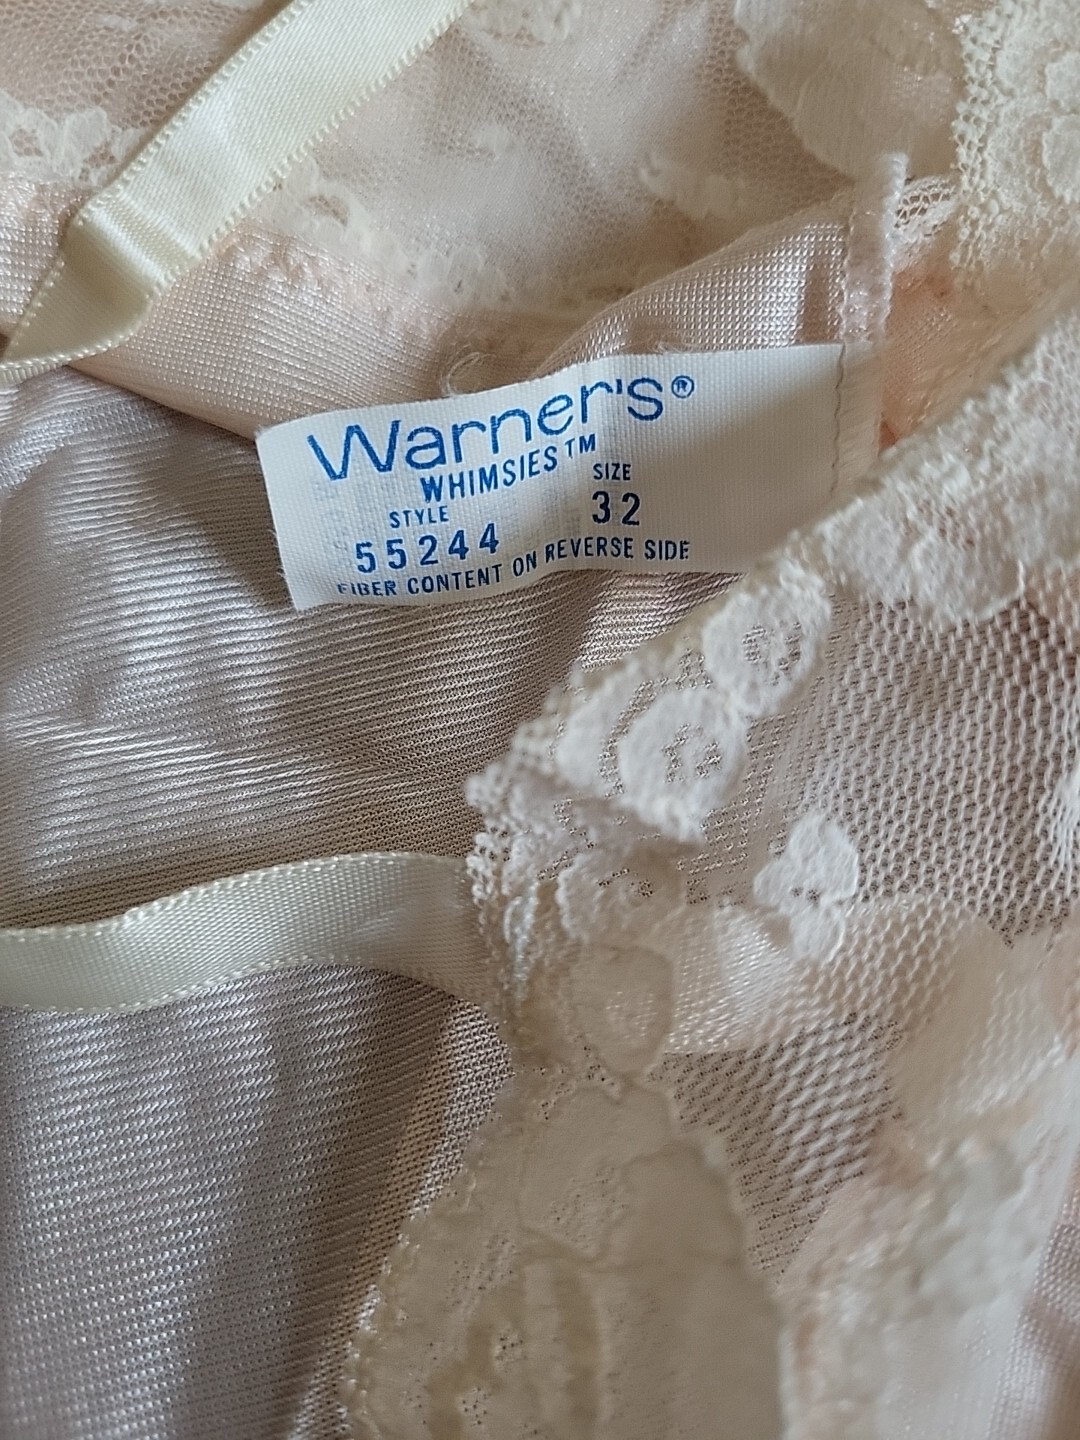 Warner's®
WHIMSIES™
STYLE SIZE
55244 32
FIBER CONTENT ON REVERSE SIDE